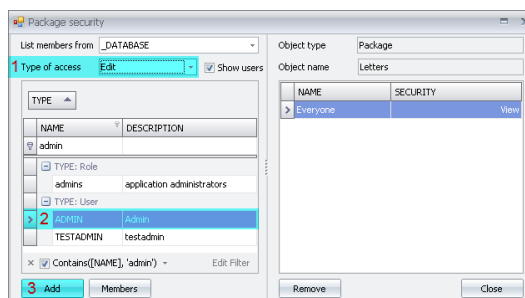 Package security
List members from _DATABASE
1 Type of access Edit Show users
TYPE
NAME DESCRIPTION
admin
TYPE: Role
admins application administrators
TYPE: User
2 ADMIN Admin
TESTADMIN testadmin
Contains([NAME], 'admin') Edit Filter
3 Add Members
Object type Package
Object name Letters
NAME SECURITY
Everyone View
Remove Close